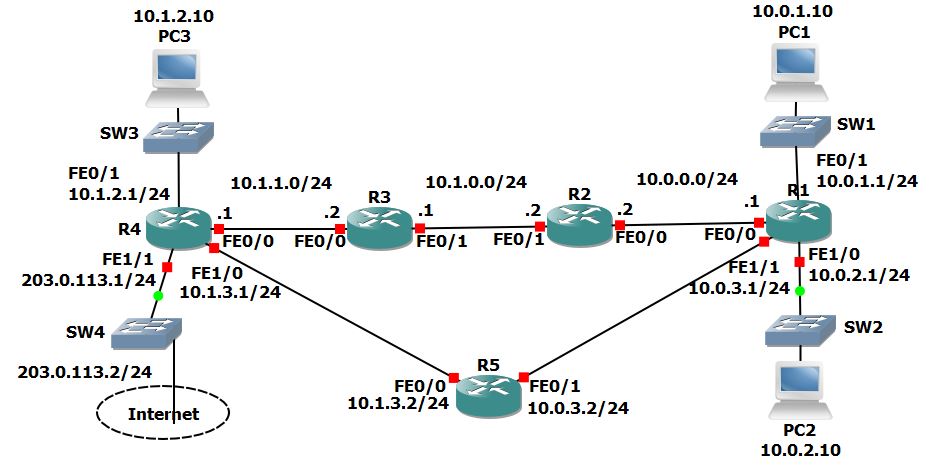 10.1.2.10
PC3
SW3
FE0/1
10.1.2.1/24
R4
.1
FE0/0
10.1.1.0/24
.2
FE0/0
R3
.1
FE0/1
10.1.0.0/24
.2
FE0/1
R2
.2
FE0/0
10.0.0.0/24
.1
FE0/0
R1
10.0.1.10
PC1
SW1
FE0/1
10.0.1.1/24
FE1/1
203.0.113.1/24
FE1/0
10.1.3.1/24
FE1/1
10.0.3.1/24
FE1/0
10.0.2.1/24
SW4
203.0.113.2/24
Internet
R5
FE0/0
10.1.3.2/24
FE0/1
10.0.3.2/24
SW2
PC2
10.0.2.10